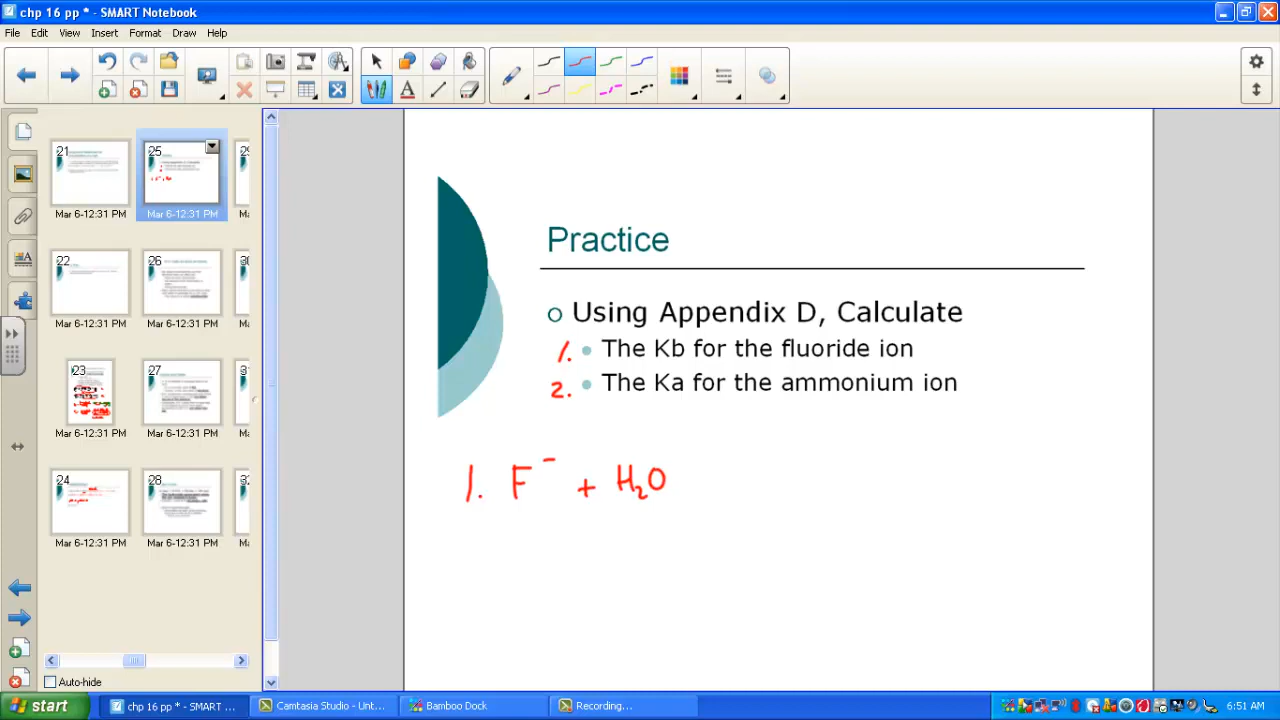 chp 16 pp * - SMART Notebook
File Edit View Insert Format Draw Help
21 25
Mar 6-12:31 PM Mar 6-12:31 PM
22 26
Mar 6-12:31 PM Mar 6-12:31 PM
23 27
Mar 6-12:31 PM Mar 6-12:31 PM
24 28
Mar 6-12:31 PM Mar 6-12:31 PM
Auto-hide
Practice
Using Appendix D, Calculate
1. The Kb for the fluoride ion
2. The Ka for the ammonium ion
1. F⁻ + H₂O
start chp 16 pp * - SMART ... Camtasia Studio - Unt... Bamboo Dock Recording... 6:51 AM